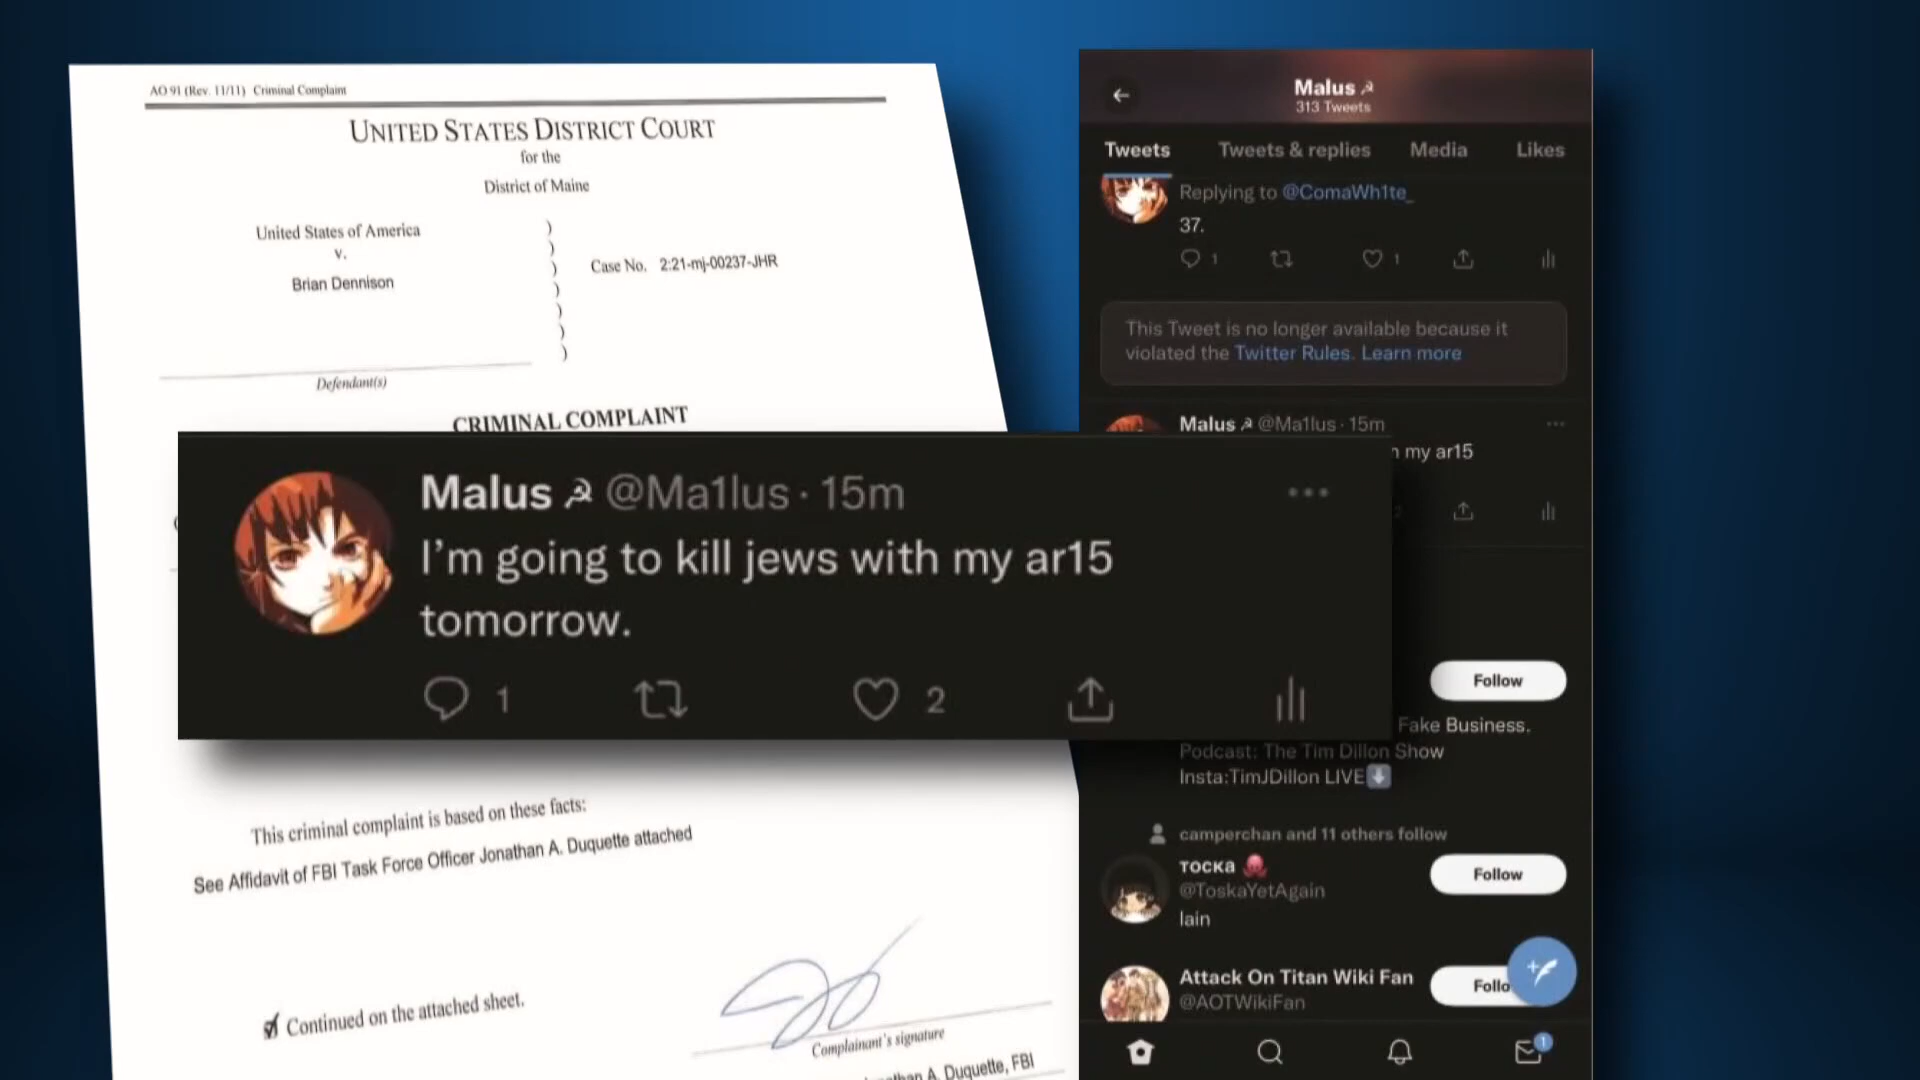 AO 91 (Rev. 11/11) Criminal Complaint
UNITED STATES DISTRICT COURT
for the
District of Maine
United States of America
v.
Brian Dennison
)
)
)
)
)
)
)
Case No. 2:21-mj-00237-JHR
Defendant(s)
CRIMINAL COMPLAINT
Malus ☭ @Ma1lus · 15m
I'm going to kill jews with my ar15
tomorrow.
1
2
This criminal complaint is based on these facts:
See Affidavit of FBI Task Force Officer Jonathan A. Duquette attached
Continued on the attached sheet.
Complainant's signature
A. Duquette, FBI
Malus ☭
313 Tweets
Tweets Tweets & replies Media Likes
Replying to @ComaWh1te_
37.
1 1
This Tweet is no longer available because it
violated the Twitter Rules. Learn more
Malus ☭ @Ma1lus · 15m
my ar15
Follow
Fake Business.
Podcast: The Tim Dillon Show
Insta:TimJDillon LIVE⬇️
camperchan and 11 others follow
тоска 🐙
@ToskaYetAgain
Follow
lain
Attack On Titan Wiki Fan
@AOTWikiFan
Follo
1